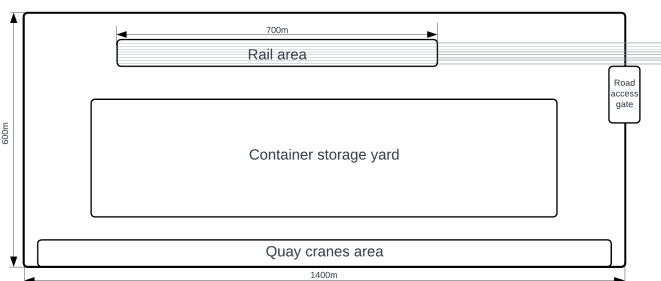 700m
Rail area
Road
access
gate
600m
Container storage yard
Quay cranes area
1400m